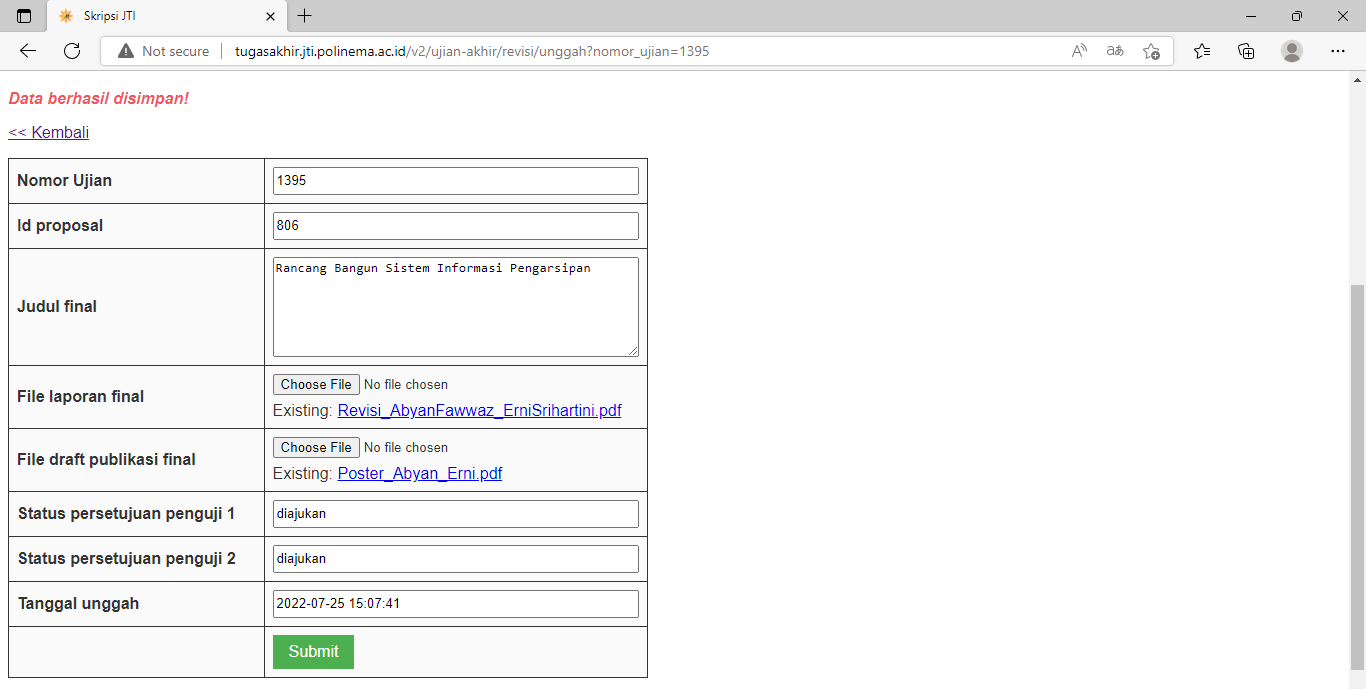 Skripsi JTI
Not secure
tugasakhir.jti.polinema.ac.id/v2/ujian-akhir/revisi/unggah?nomor_ujian=1395
Data berhasil disimpan!
<< Kembali
Nomor Ujian
1395
Id proposal
806
Judul final
Rancang Bangun Sistem Informasi Pengarsipan
File laporan final
Choose File No file chosen
Existing: Revisi_AbyanFawwaz_ErniSrihartini.pdf
File draft publikasi final
Choose File No file chosen
Existing: Poster_Abyan_Erni.pdf
Status persetujuan penguji 1
diajukan
Status persetujuan penguji 2
diajukan
Tanggal unggah
2022-07-25 15:07:41
Submit